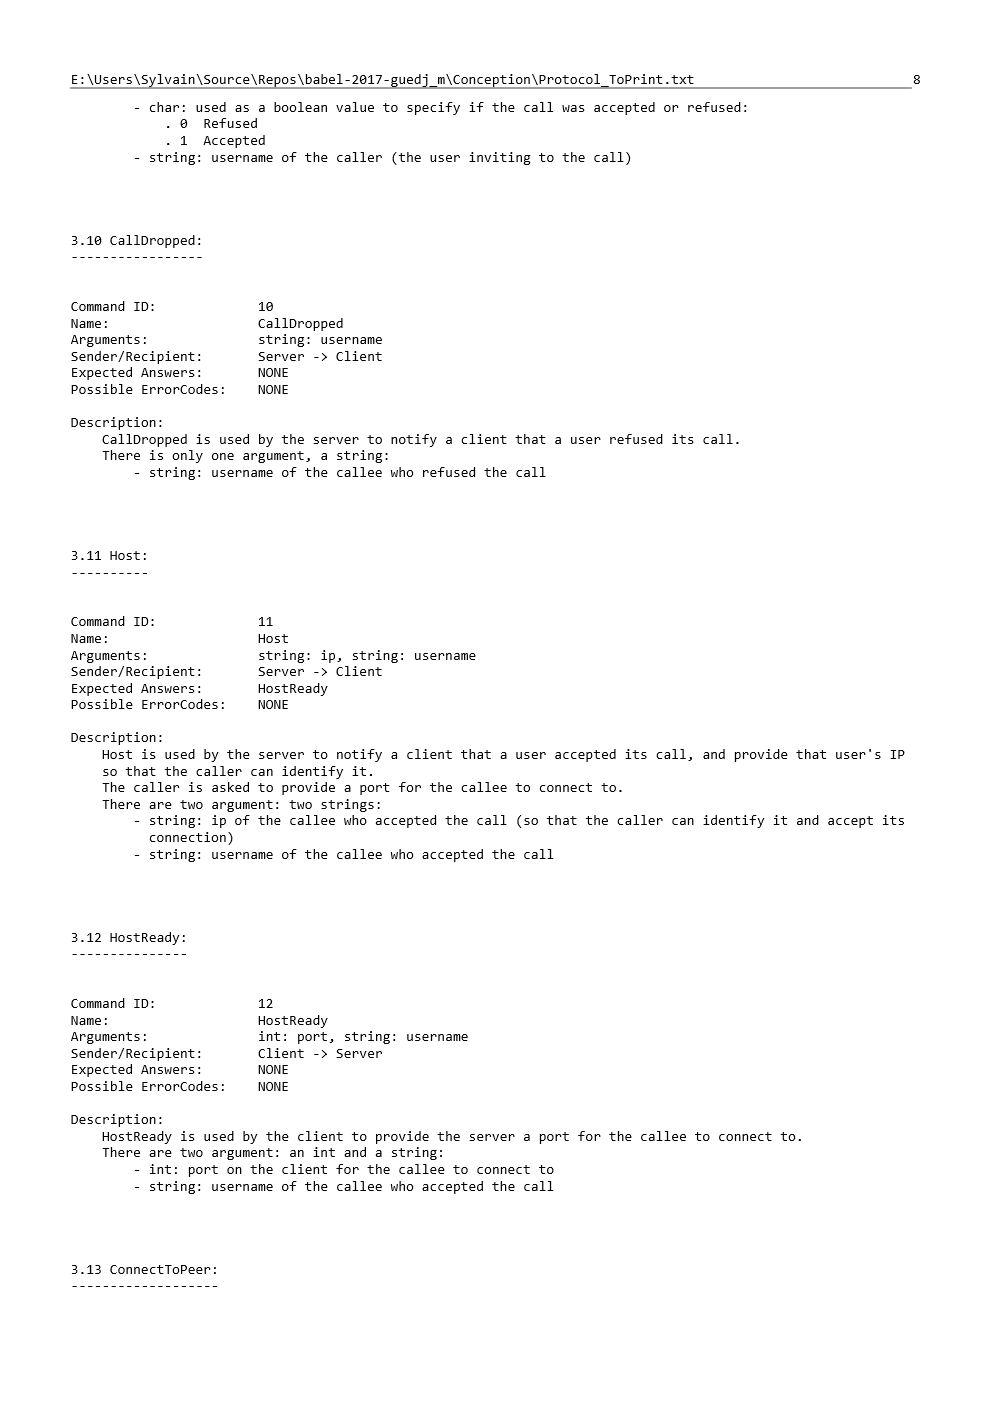 E:\Users\Sylvain\Source\Repos\babel-2017-guedj_m\Conception\Protocol_ToPrint.txt 8
- char: used as a boolean value to specify if the call was accepted or refused:
. 0 Refused
. 1 Accepted
- string: username of the caller (the user inviting to the call)
3.10 CallDropped:
-----------------
Command ID: 10
Name: CallDropped
Arguments: string: username
Sender/Recipient: Server -> Client
Expected Answers: NONE
Possible ErrorCodes: NONE
Description:
CallDropped is used by the server to notify a client that a user refused its call.
There is only one argument, a string:
- string: username of the callee who refused the call
3.11 Host:
----------
Command ID: 11
Name: Host
Arguments: string: ip, string: username
Sender/Recipient: Server -> Client
Expected Answers: HostReady
Possible ErrorCodes: NONE
Description:
Host is used by the server to notify a client that a user accepted its call, and provide that user's IP
so that the caller can identify it.
The caller is asked to provide a port for the callee to connect to.
There are two argument: two strings:
- string: ip of the callee who accepted the call (so that the caller can identify it and accept its
connection)
- string: username of the callee who accepted the call
3.12 HostReady:
---------------
Command ID: 12
Name: HostReady
Arguments: int: port, string: username
Sender/Recipient: Client -> Server
Expected Answers: NONE
Possible ErrorCodes: NONE
Description:
HostReady is used by the client to provide the server a port for the callee to connect to.
There are two argument: an int and a string:
- int: port on the client for the callee to connect to
- string: username of the callee who accepted the call
3.13 ConnectToPeer:
-------------------